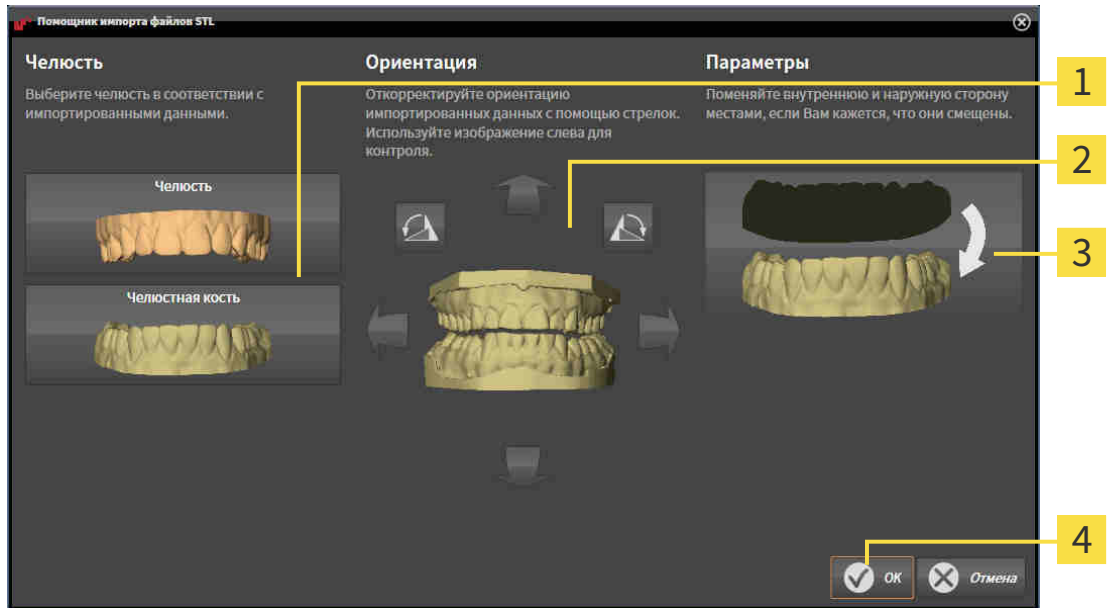 Помощник импорта файлов STL
Челюсть
Выберите челюсть в соответствии с
импортированными данными.
Челюсть
Челюстная кость
Ориентация
Откорректируйте ориентацию
импортированных данных с помощью стрелок.
Используйте изображение слева для
контроля.
Параметры
Поменяйте внутреннюю и наружную сторону
местами, если Вам кажется, что они смещены.
ОК
Отмена
1
2
3
4